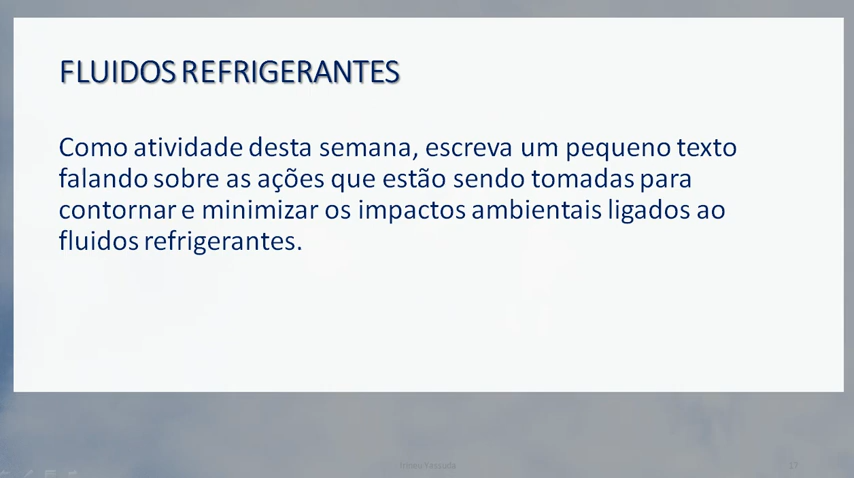 FLUIDOS REFRIGERANTES
Como atividade desta semana, escreva um pequeno texto
falando sobre as ações que estão sendo tomadas para
contornar e minimizar os impactos ambientais ligados ao
fluidos refrigerantes.
17